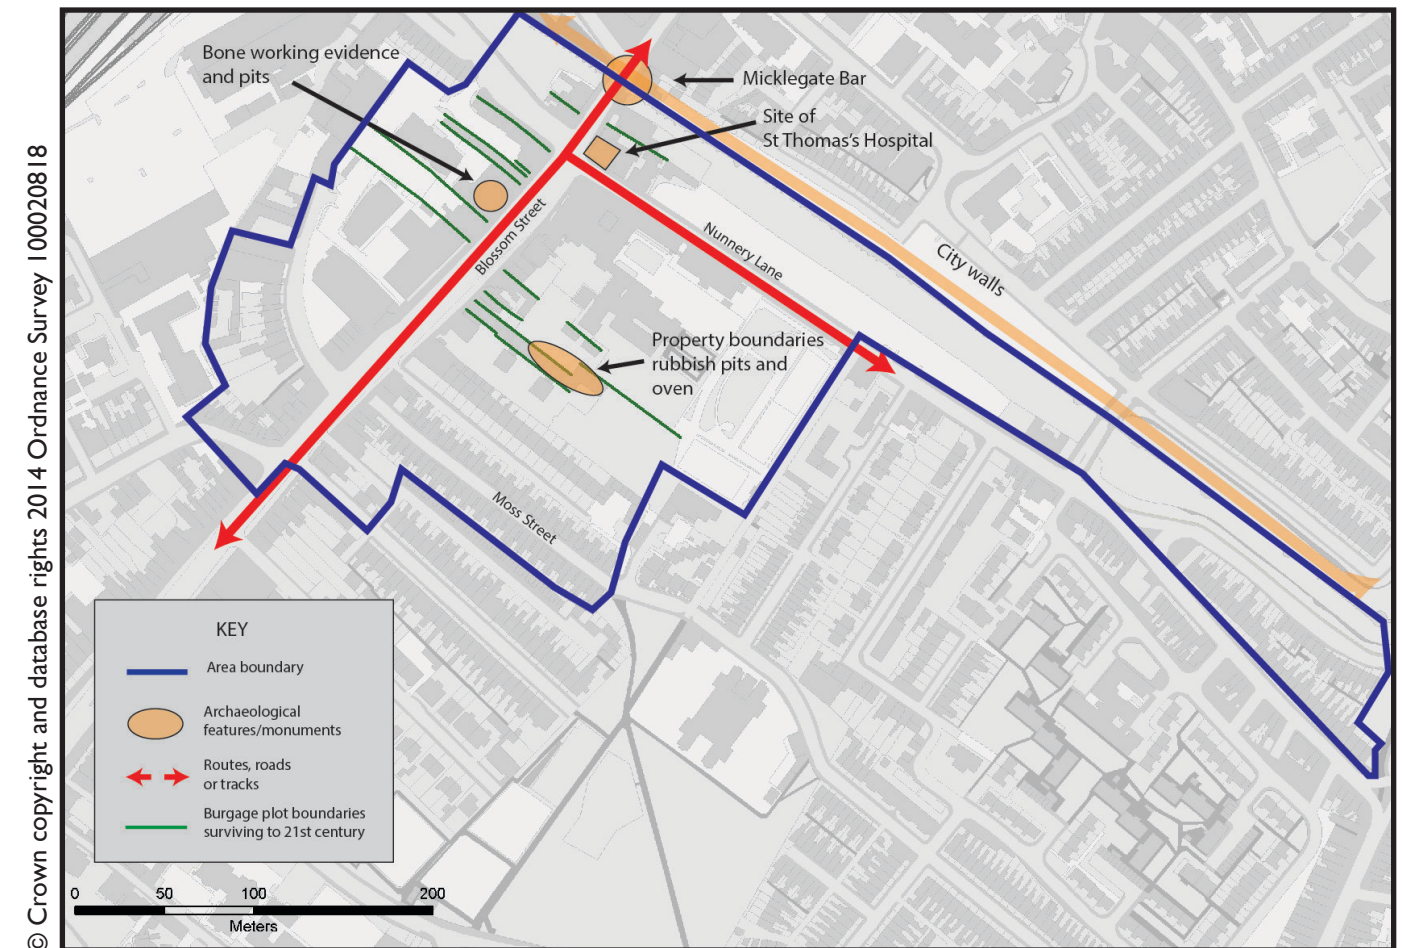 © Crown copyright and database rights 2014 Ordnance Survey 100020818
Bone working evidence
and pits
Micklegate Bar
Site of
St Thomas's Hospital
Blossom Street
Nunnery Lane
City walls
Property boundaries
rubbish pits and
oven
Moss Street
KEY
Area boundary
Archaeological
features/monuments
Routes, roads
or tracks
Burgage plot boundaries
surviving to 21st century
0 50 100 200
Meters